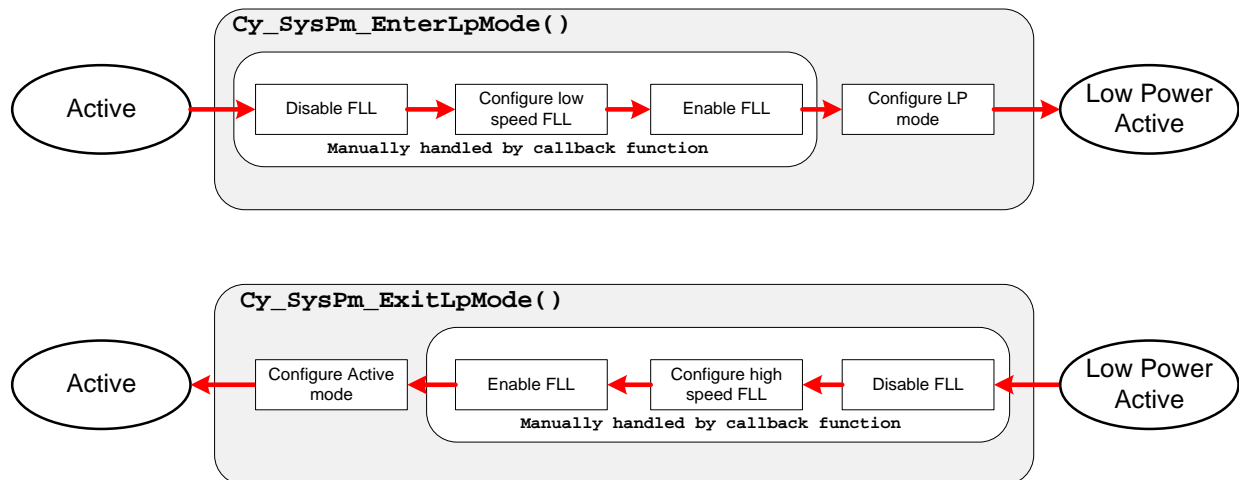 Cy_SysPm_EnterLpMode()
Active
Disable FLL
Configure low
speed FLL
Enable FLL
Configure LP
mode
Low Power
Active
Manually handled by callback function
Cy_SysPm_ExitLpMode()
Active
Configure Active
mode
Enable FLL
Configure high
speed FLL
Disable FLL
Low Power
Active
Manually handled by callback function